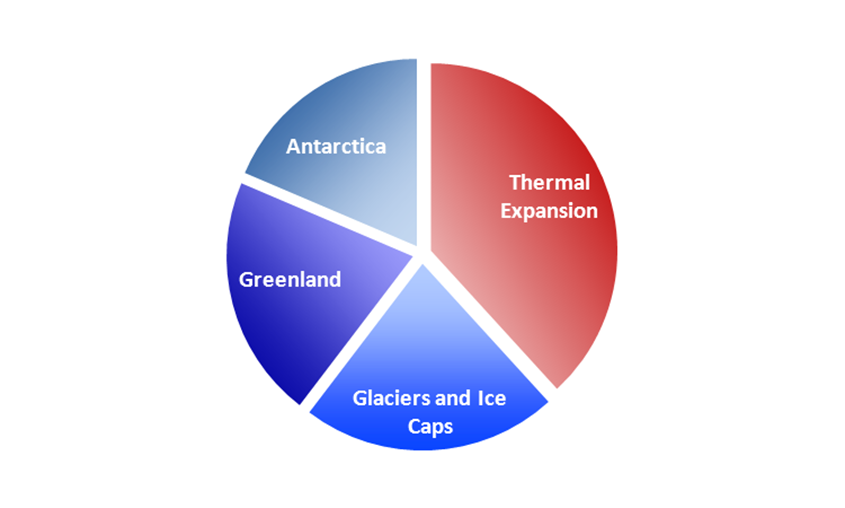 Antarctica
Thermal
Expansion
Greenland
Glaciers and Ice
Caps